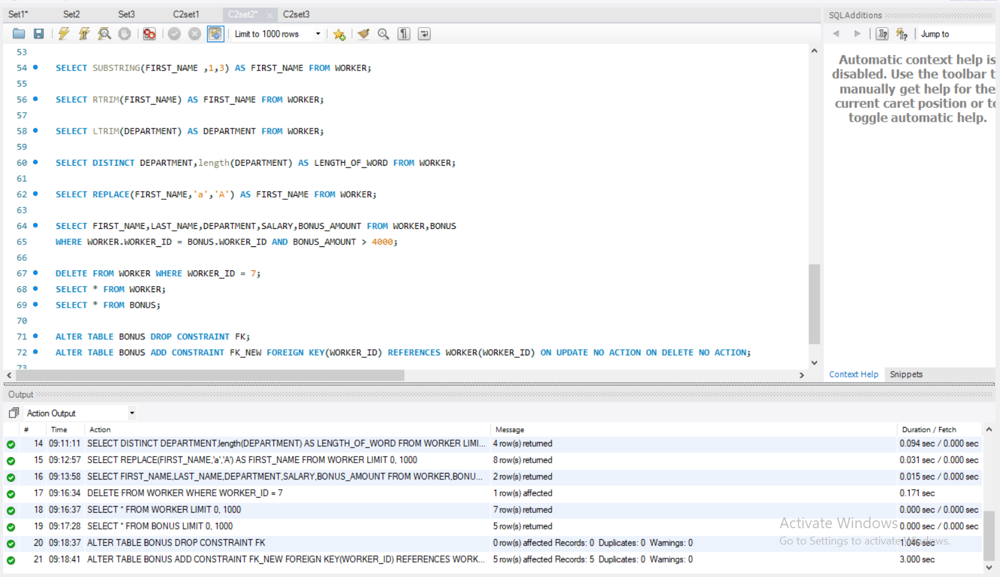 Set1*
Set2
Set3
C2set1
C2set2*
C2set3
SQLAdditions
Limit to 1000 rows
Jump to
53
54 SELECT SUBSTRING(FIRST_NAME ,1,3) AS FIRST_NAME FROM WORKER;
55
56 SELECT RTRIM(FIRST_NAME) AS FIRST_NAME FROM WORKER;
57
58 SELECT LTRIM(DEPARTMENT) AS DEPARTMENT FROM WORKER;
59
60 SELECT DISTINCT DEPARTMENT,length(DEPARTMENT) AS LENGTH_OF_WORD FROM WORKER;
61
62 SELECT REPLACE(FIRST_NAME,'a','A') AS FIRST_NAME FROM WORKER;
63
64 SELECT FIRST_NAME,LAST_NAME,DEPARTMENT,SALARY,BONUS_AMOUNT FROM WORKER,BONUS
65 WHERE WORKER.WORKER_ID = BONUS.WORKER_ID AND BONUS_AMOUNT > 4000;
66
67 DELETE FROM WORKER WHERE WORKER_ID = 7;
68 SELECT * FROM WORKER;
69 SELECT * FROM BONUS;
70
71 ALTER TABLE BONUS DROP CONSTRAINT FK;
72 ALTER TABLE BONUS ADD CONSTRAINT FK_NEW FOREIGN KEY(WORKER_ID) REFERENCES WORKER(WORKER_ID) ON UPDATE NO ACTION ON DELETE NO ACTION;
73
Automatic context help is
disabled. Use the toolbar t
manually get help for the
current caret position or to
toggle automatic help.
Context Help
Snippets
Output
Action Output
# Time Action Message Duration / Fetch
14 09:11:11 SELECT DISTINCT DEPARTMENT,length(DEPARTMENT) AS LENGTH_OF_WORD FROM WORKER LIMI... 4 row(s) returned 0.094 sec / 0.000 sec
15 09:12:57 SELECT REPLACE(FIRST_NAME,'a','A') AS FIRST_NAME FROM WORKER LIMIT 0, 1000 8 row(s) returned 0.031 sec / 0.000 sec
16 09:13:58 SELECT FIRST_NAME,LAST_NAME,DEPARTMENT,SALARY,BONUS_AMOUNT FROM WORKER,BONU... 2 row(s) returned 0.015 sec / 0.000 sec
17 09:16:34 DELETE FROM WORKER WHERE WORKER_ID = 7 1 row(s) affected 0.171 sec
18 09:16:37 SELECT * FROM WORKER LIMIT 0, 1000 7 row(s) returned 0.000 sec / 0.000 sec
19 09:17:28 SELECT * FROM BONUS LIMIT 0, 1000 5 row(s) returned 0.000 sec / 0.000 sec
20 09:18:37 ALTER TABLE BONUS DROP CONSTRAINT FK 0 row(s) affected Records: 0 Duplicates: 0 Warnings: 0 1.046 sec
21 09:18:41 ALTER TABLE BONUS ADD CONSTRAINT FK_NEW FOREIGN KEY(WORKER_ID) REFERENCES WORK... 5 row(s) affected Records: 5 Duplicates: 0 Warnings: 0 3.000 sec
Activate Windows
Go to Settings to activate Windows.